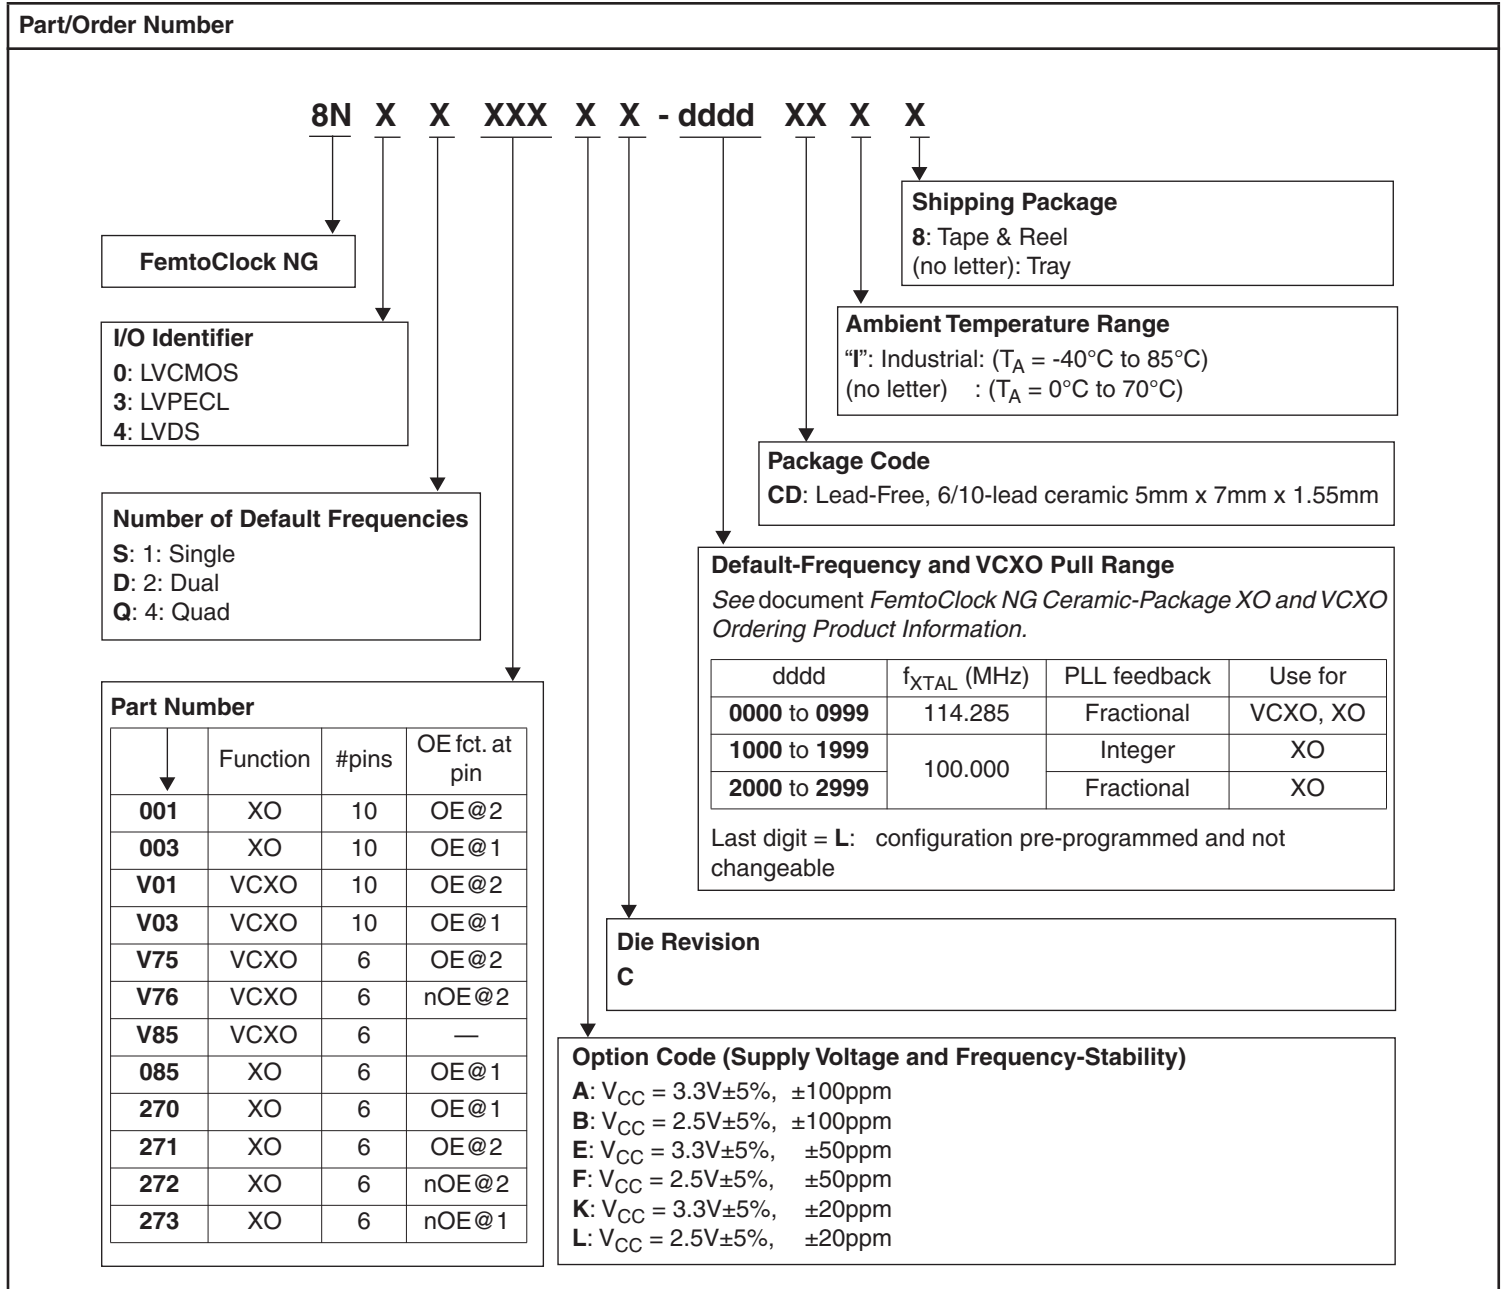 Part/Order Number
8N X X XXX X X - dddd XX X X
Shipping Package
8: Tape & Reel
(no letter): Tray
FemtoClock NG
Ambient Temperature Range
“I”: Industrial: (TA = -40°C to 85°C)
(no letter) : (TA = 0°C to 70°C)
I/O Identifier
0: LVCMOS
3: LVPECL
4: LVDS
Package Code
CD: Lead-Free, 6/10-lead ceramic 5mm x 7mm x 1.55mm
Number of Default Frequencies
S: 1: Single
D: 2: Dual
Q: 4: Quad
Default-Frequency and VCXO Pull Range
See document FemtoClock NG Ceramic-Package XO and VCXO
Ordering Product Information.
dddd fXTAL (MHz) PLL feedback Use for
0000 to 0999 114.285 Fractional VCXO, XO
1000 to 1999 100.000 Integer XO
2000 to 2999 Fractional XO
Last digit = L: configuration pre-programmed and not
changeable
Part Number
Function #pins OE fct. at
pin
001 XO 10 OE@2
003 XO 10 OE@1
V01 VCXO 10 OE@2
V03 VCXO 10 OE@1
V75 VCXO 6 OE@2
V76 VCXO 6 nOE@2
V85 VCXO 6 —
085 XO 6 OE@1
270 XO 6 OE@1
271 XO 6 OE@2
272 XO 6 nOE@2
273 XO 6 nOE@1
Die Revision
C
Option Code (Supply Voltage and Frequency-Stability)
A: VCC = 3.3V±5%, ±100ppm
B: VCC = 2.5V±5%, ±100ppm
E: VCC = 3.3V±5%, ±50ppm
F: VCC = 2.5V±5%, ±50ppm
K: VCC = 3.3V±5%, ±20ppm
L: VCC = 2.5V±5%, ±20ppm